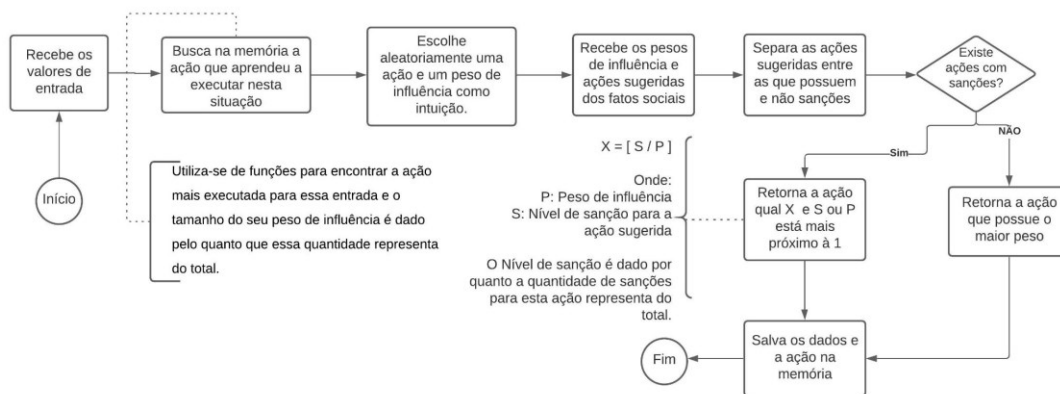 Recebe os
valores de
entrada
Busca na memória a
ação que aprendeu a
executar nesta
situação
Escolhe
aleatoriamente uma
ação e um peso de
influência como
intuição.
Recebe os pesos
de influência e
ações sugeridas
dos fatos sociais
Separa as ações
sugeridas entre
as que possuem
e não sanções
Existe
ações com
sanções?
Sim
NÃO
Início
Utiliza-se de funções para encontrar a ação
mais executada para essa entrada e o
tamanho do seu peso de influência é dado
pelo quanto que essa quantidade representa
do total.
X = [ S / P ]
Onde:
P: Peso de influência
S: Nível de sanção para a
ação sugerida
O Nível de sanção é dado por
quanto a quantidade de sanções
para esta ação representa do
total.
Retorna a ação
qual X e S ou P
está mais
próximo à 1
Retorna a ação
que possue o
maior peso
Salva os dados e
a ação na
memória
Fim